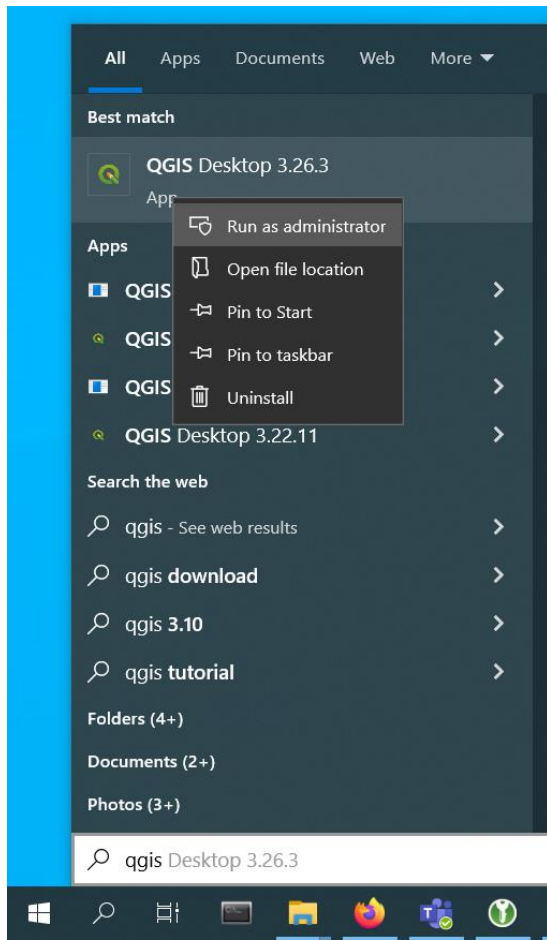 All Apps Documents Web More
Best match
QGIS Desktop 3.26.3
App
Run as administrator
Apps
Open file location
QGIS
Pin to Start
QGIS
Pin to taskbar
QGIS
Uninstall
QGIS Desktop 3.22.11
Search the web
qgis - See web results
qgis download
qgis 3.10
qgis tutorial
Folders (4+)
Documents (2+)
Photos (3+)
qgis Desktop 3.26.3